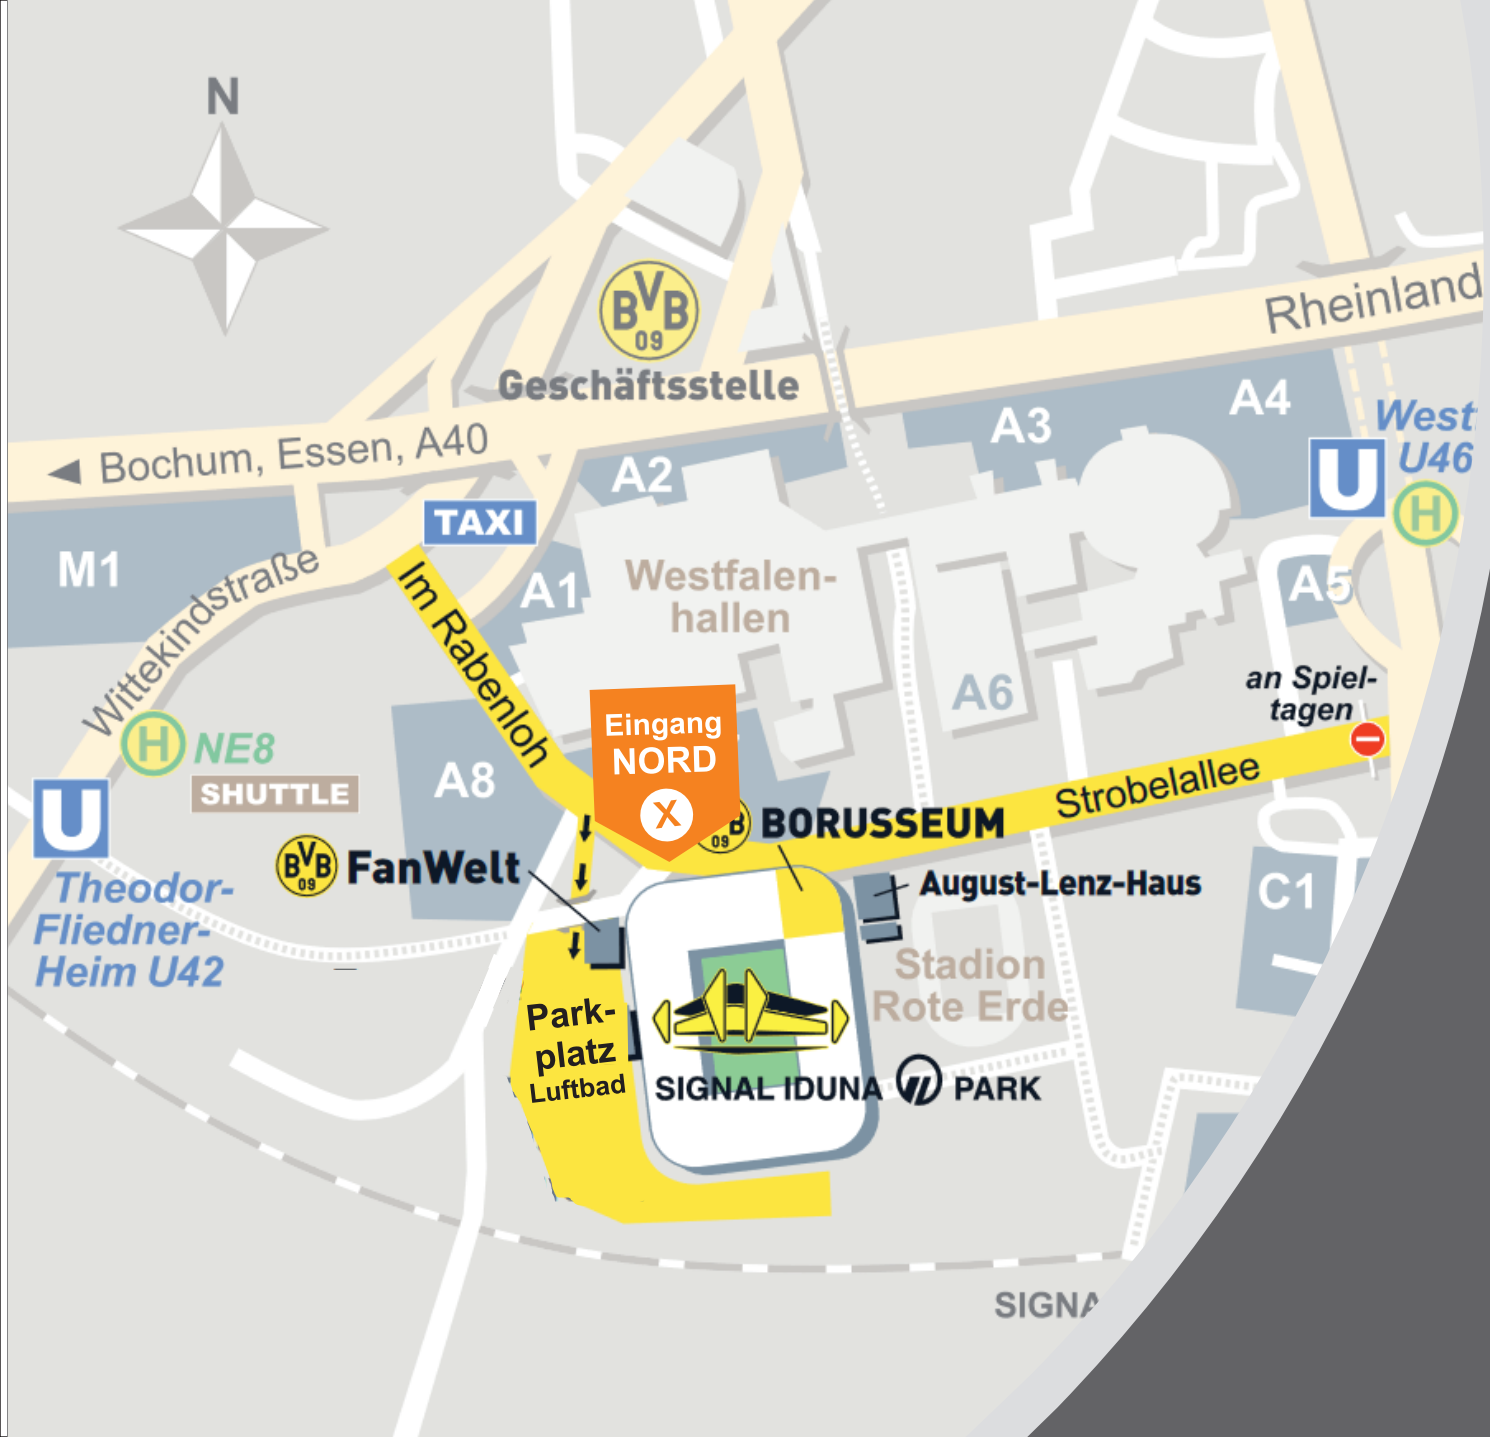 N
BVB
09
Geschäftsstelle
Rheinland
Bochum, Essen, A40
A2
A3
A4
West
U46
U
H
TAXI
M1
Wittekindstraße
Im Rabenloh
A1
Westfalen-
hallen
A5
A6
an Spiel-
tagen
H
NE8
SHUTTLE
U
Theodor-
Fliedner-
Heim U42
A8
Eingang
NORD
X
Strobelallee
B
09
BORUSSEUM
BVB
09
FanWelt
August-Lenz-Haus
C1
Stadion
Rote Erde
Park-
platz
Luftbad
SIGNAL IDUNA PARK
SIGNA